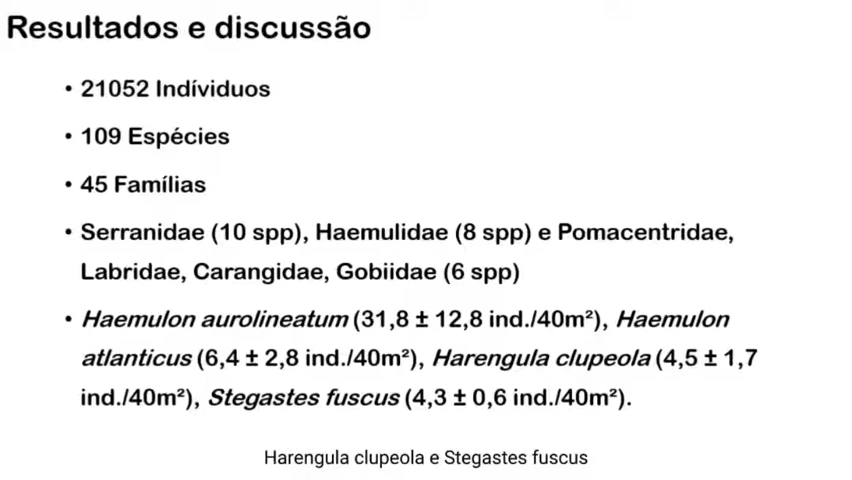 Resultados e discussão
• 21052 Indíviduos
• 109 Espécies
• 45 Famílias
• Serranidae (10 spp), Haemulidae (8 spp) e Pomacentridae,
Labridae, Carangidae, Gobiidae (6 spp)
• Haemulon aurolineatum (31,8 ± 12,8 ind./40m²), Haemulon
atlanticus (6,4 ± 2,8 ind./40m²), Harengula clupeola (4,5 ± 1,7
ind./40m²), Stegastes fuscus (4,3 ± 0,6 ind./40m²).
Harengula clupeola e Stegastes fuscus